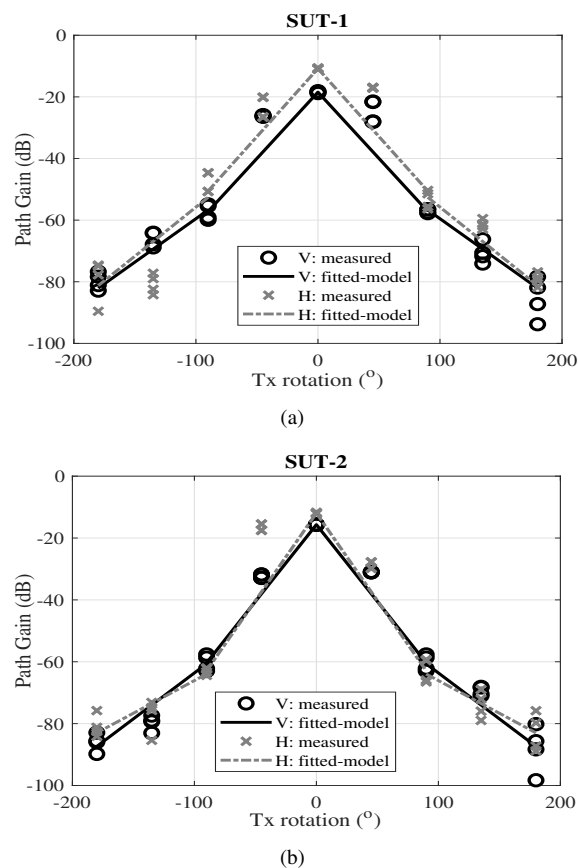 SUT-1
0
-20
-40
-60
-80
-100
Path Gain (dB)
V: measured
V: fitted-model
H: measured
H: fitted-model
-200 -100 0 100 200
Tx rotation (°)
(a)
SUT-2
0
-20
-40
-60
-80
-100
Path Gain (dB)
V: measured
V: fitted-model
H: measured
H: fitted-model
-200 -100 0 100 200
Tx rotation (°)
(b)